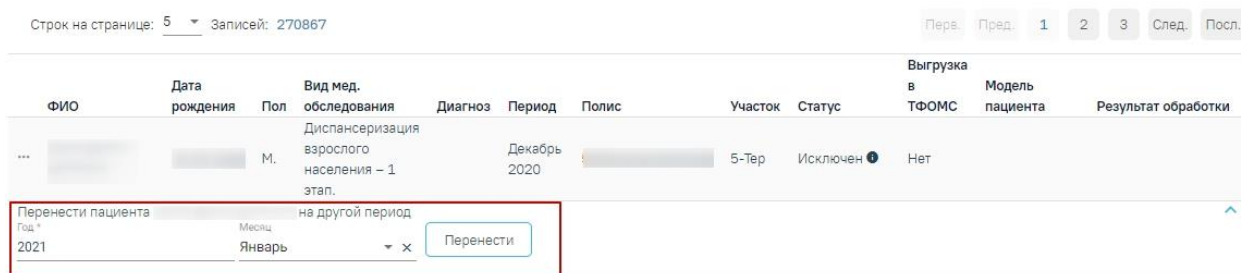 Строк на странице: 5 Записей: 270867 Перв. Пред. 1 2 3 След. Посл.
ФИО Дата рождения Пол Вид мед. обследования Диагноз Период Полис Участок Статус Выгрузка в ТФОМС Модель пациента Результат обработки
... М. Диспансеризация взрослого населения – 1 этап. Декабрь 2020 5-Тер Исключен Нет
Перенести пациента на другой период
Год * Месяц
2021 Январь Перенести